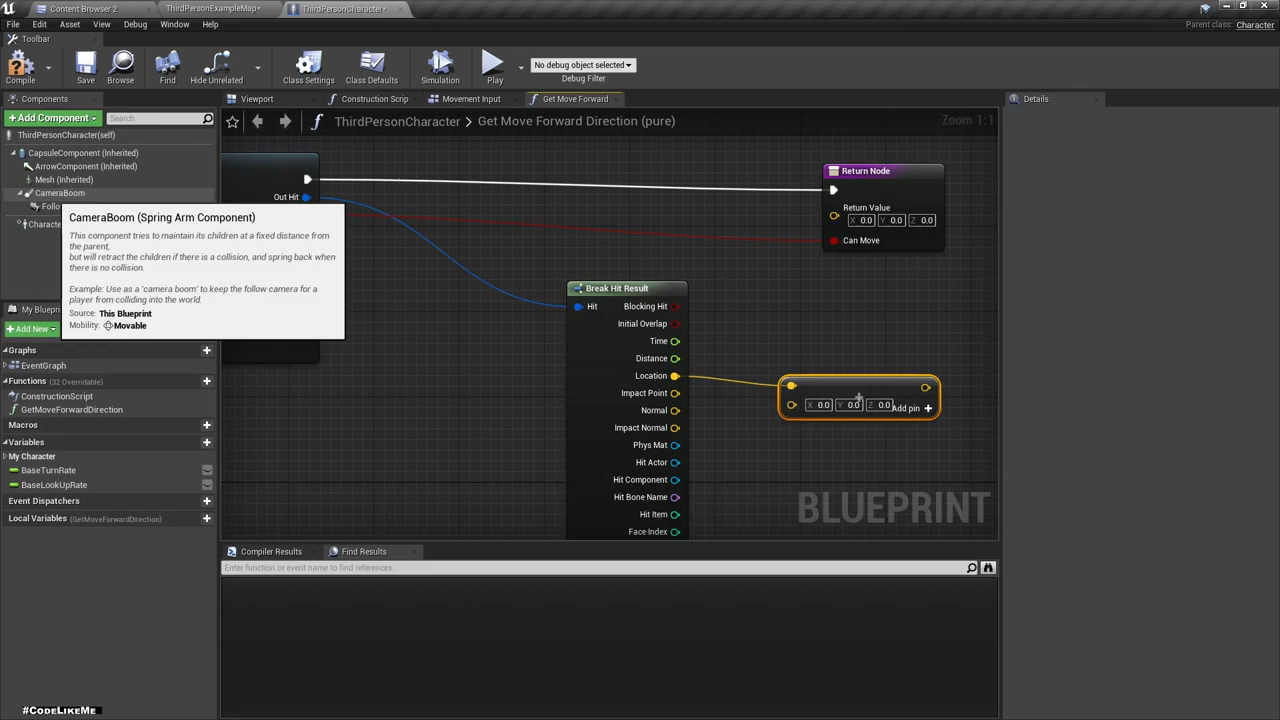 Content Browser 2
ThirdPersonExampleMap*
ThirdPersonCharacter*
File Edit Asset View Debug Window Help
Parent class: Character
Toolbar
Compile
Save
Browse
Find
Hide Unrelated
Class Settings
Class Defaults
Simulation
Play
No debug object selected
Debug Filter
Components
Viewport
Construction Scrip
Movement Input
Get Move Forward
Details
+ Add Component
Search
ThirdPersonCharacter > Get Move Forward Direction (pure)
Zoom 1:1
ThirdPersonCharacter(self)
CapsuleComponent (Inherited)
ArrowComponent (Inherited)
Mesh (Inherited)
CameraBoom
Follo
Characte
Out Hit
Return Node
Return Value
X 0.0 Y 0.0 Z 0.0
Can Move
CameraBoom (Spring Arm Component)
This component tries to maintain its children at a fixed distance from
the parent,
but will retract the children if there is a collision, and spring back when
there is no collision.
Example: Use as a 'camera boom' to keep the follow camera for a
player from colliding into the world.
Source: This Blueprint
Mobility: Movable
My Bluepri
+ Add New
Graphs
EventGraph
Functions (32 Overridable)
ConstructionScript
GetMoveForwardDirection
Macros
Variables
My Character
BaseTurnRate
BaseLookUpRate
Event Dispatchers
Local Variables (GetMoveForwardDirection)
Break Hit Result
Hit
Blocking Hit
Initial Overlap
Time
Distance
Location
Impact Point
Normal
Impact Normal
Phys Mat
Hit Actor
Hit Component
Hit Bone Name
Hit Item
Face Index
X 0.0 Y 0.0 Z 0.0
Add pin +
BLUEPRINT
Compiler Results
Find Results
Enter function or event name to find references...
#CODELIKEME